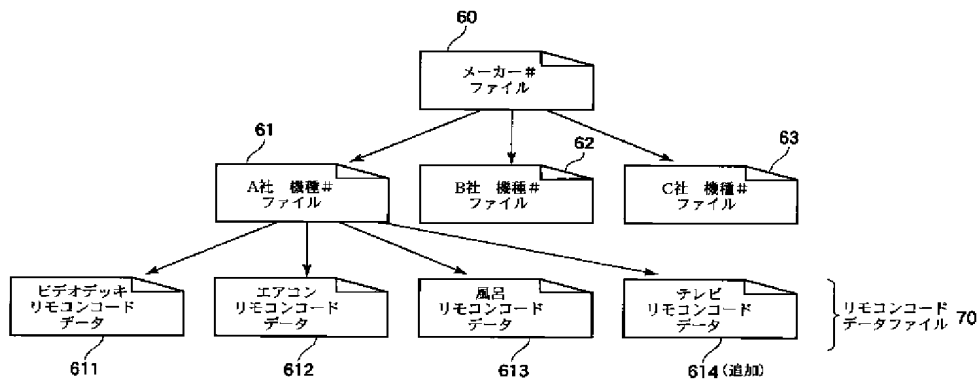 60
メーカー#
ファイル
61
62
63
A社 機種#
ファイル
B社 機種#
ファイル
C社 機種#
ファイル
ビデオデッキ
リモコンコード
データ
エアコン
リモコンコード
データ
風呂
リモコンコード
データ
テレビ
リモコンコード
データ
リモコンコード
データファイル 70
611
612
613
614(追加)